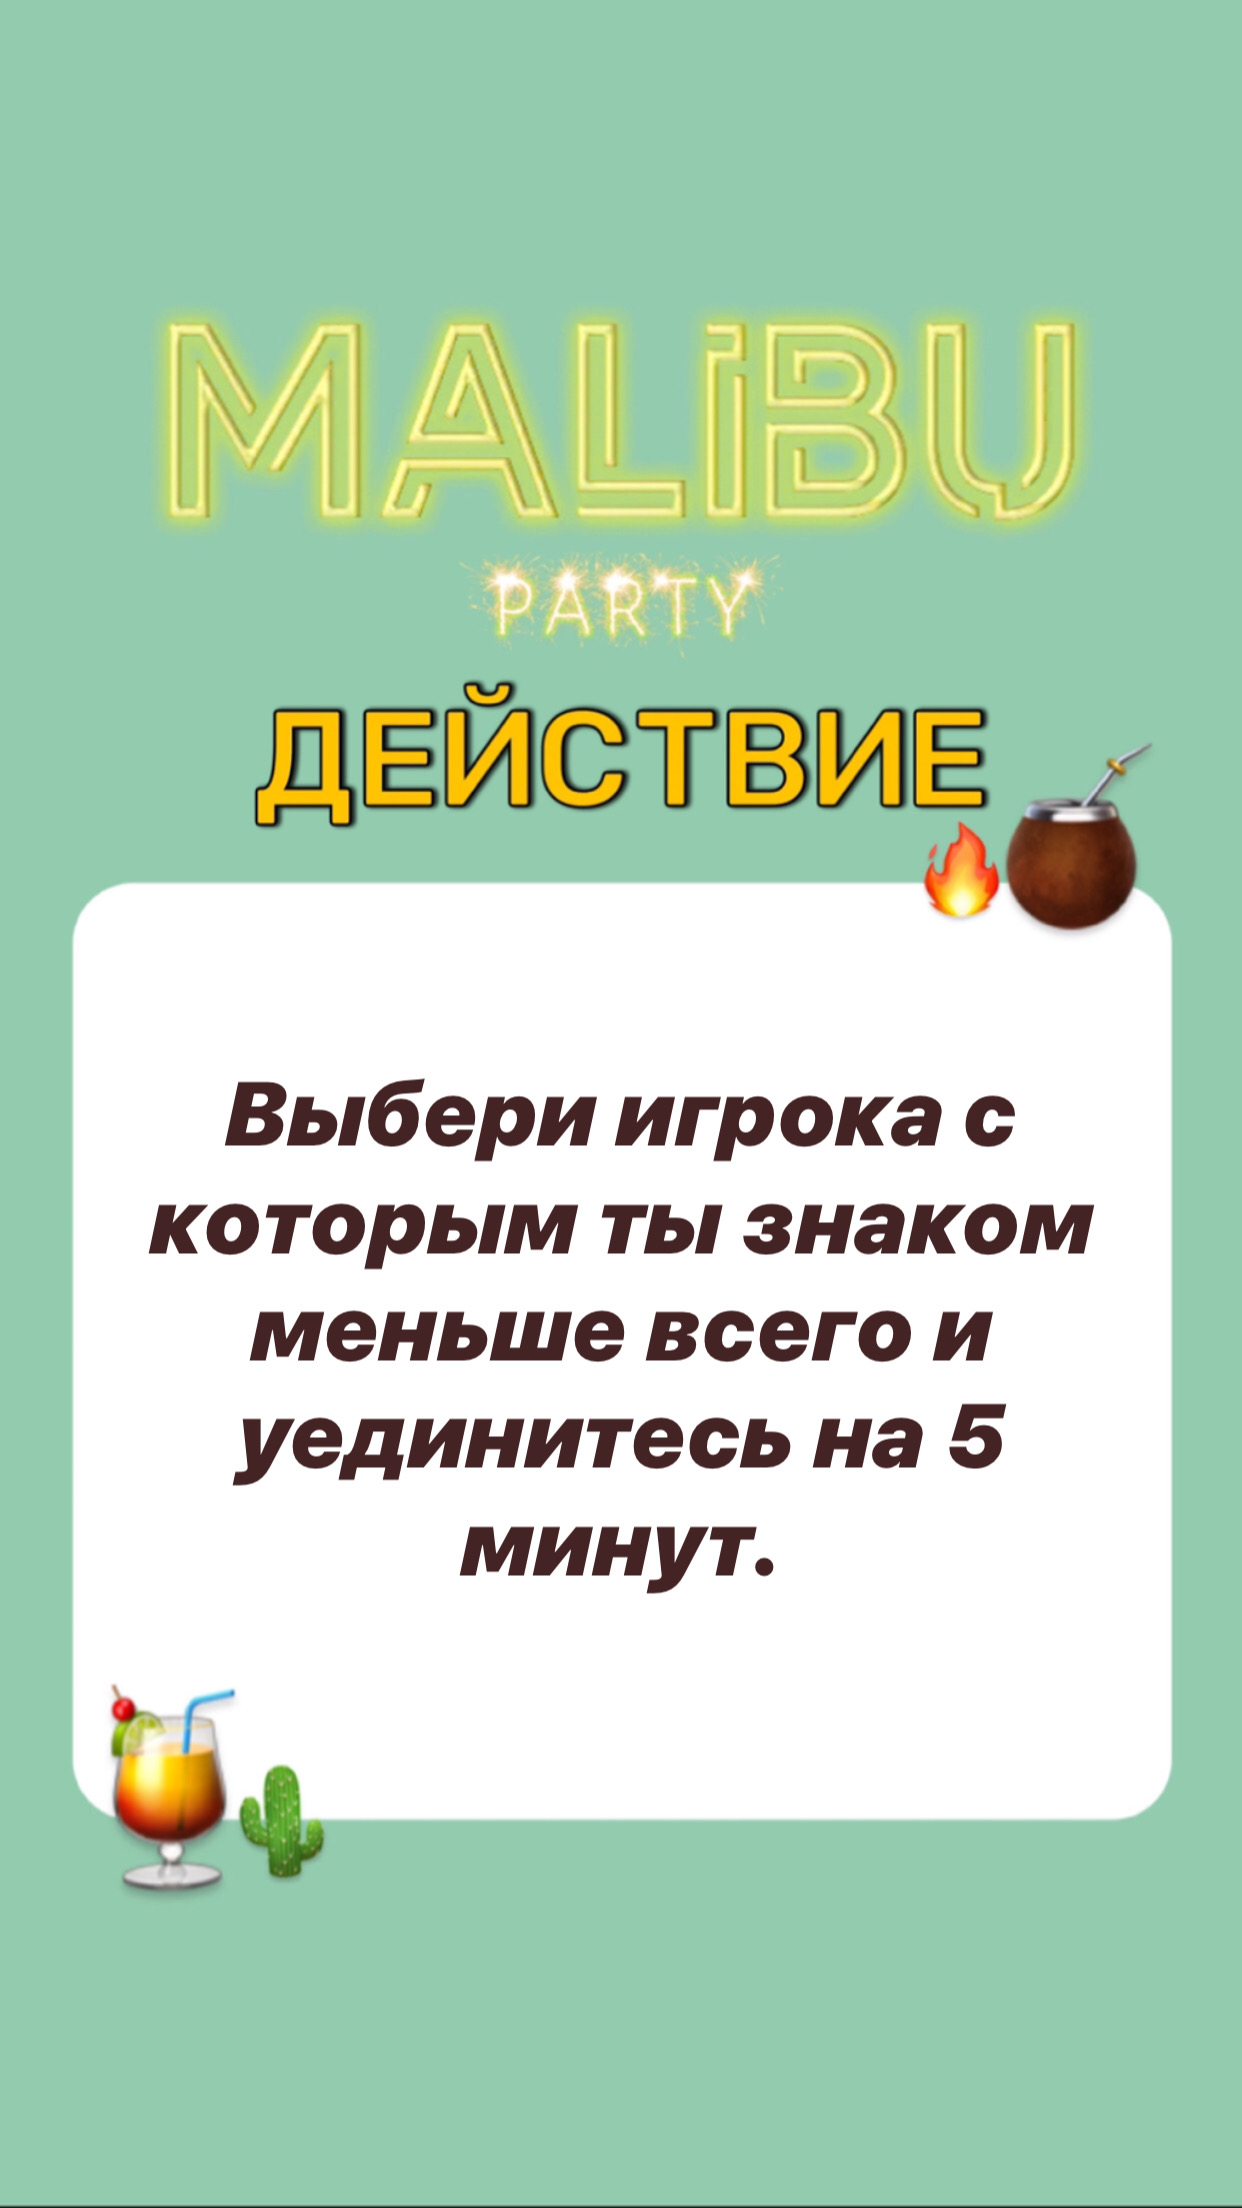 MALiBU
PARTY
ДЕЙСТВИЕ
Выбери игрока с
которым ты знаком
меньше всего и
уединитесь на 5
минут.